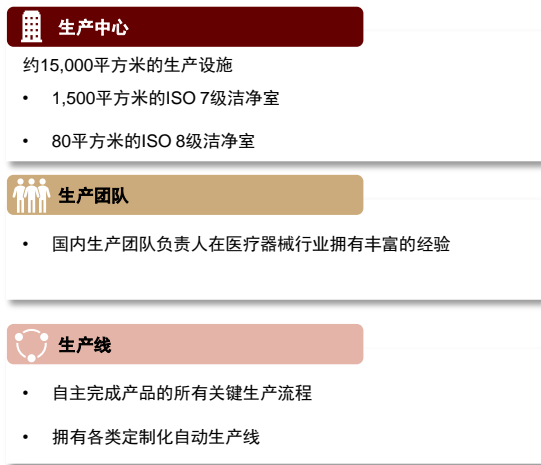 生产中心
约15,000平方米的生产设施
• 1,500平方米的ISO 7级洁净室
• 80平方米的ISO 8级洁净室
生产团队
• 国内生产团队负责人在医疗器械行业拥有丰富的经验
生产线
• 自主完成产品的所有关键生产流程
• 拥有各类定制化自动生产线